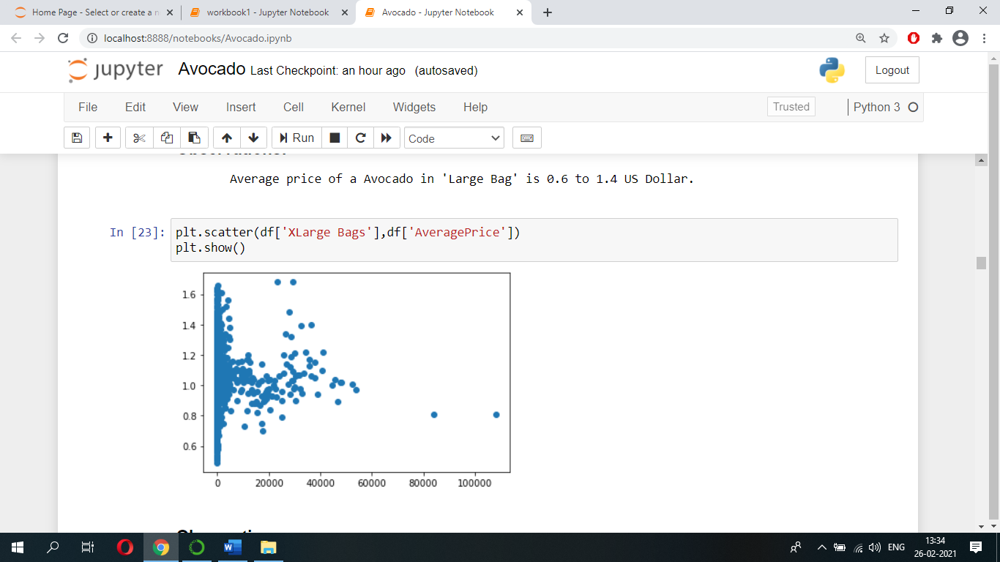 Home Page - Select or create a n
workbook1 - Jupyter Notebook
Avocado - Jupyter Notebook
localhost:8888/notebooks/Avocado.ipynb
jupyter Avocado Last Checkpoint: an hour ago (autosaved)
Logout
File Edit View Insert Cell Kernel Widgets Help
Trusted
Python 3
Run
Code
Average price of a Avocado in 'Large Bag' is 0.6 to 1.4 US Dollar.
In [23]: plt.scatter(df['XLarge Bags'],df['AveragePrice'])
plt.show()
1.6
1.4
1.2
1.0
0.8
0.6
0 20000 40000 60000 80000 100000
ENG
13:34
26-02-2021